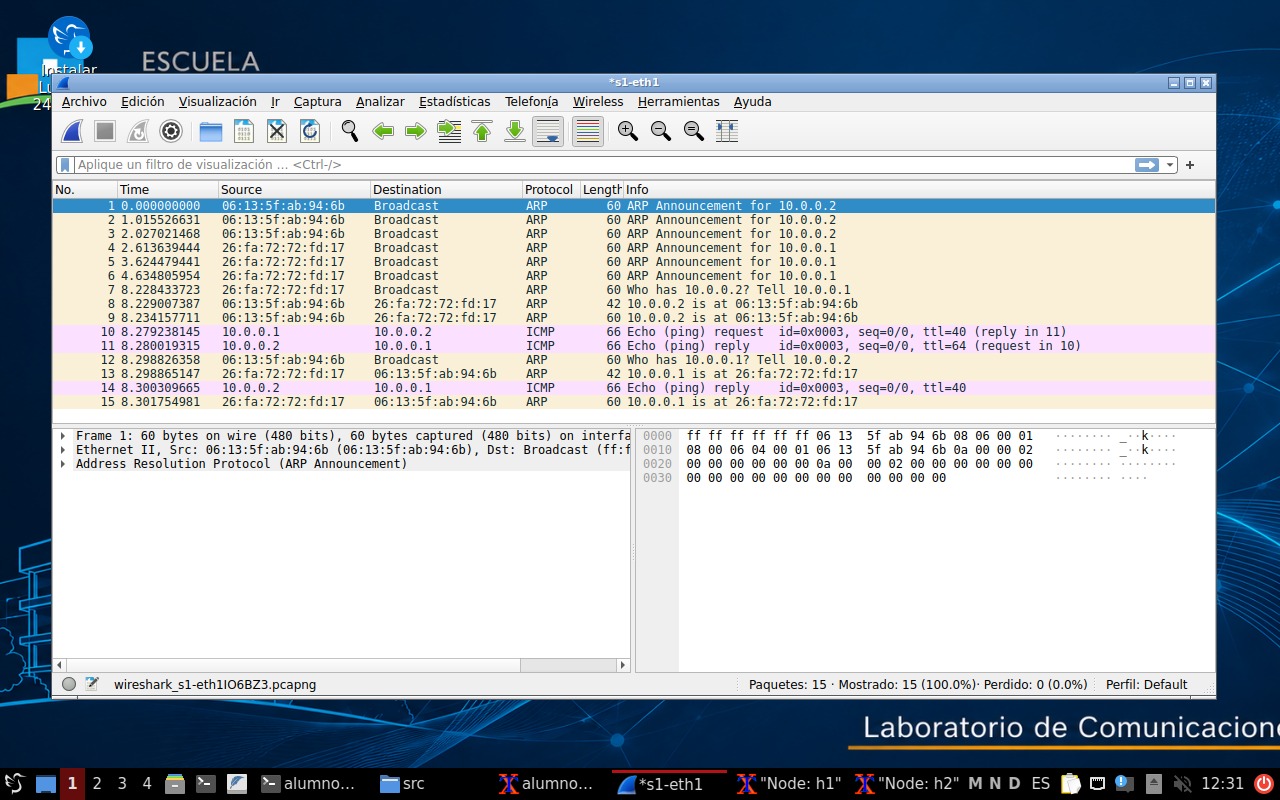 ESCUELA
Instalar
Lu
24
*s1-eth1
Archivo Edición Visualización Ir Captura Analizar Estadísticas Telefonía Wireless Herramientas Ayuda
Aplique un filtro de visualización ... <Ctrl-/>
No. Time Source Destination Protocol Length Info
1 0.000000000 06:13:5f:ab:94:6b Broadcast ARP 60 ARP Announcement for 10.0.0.2
2 1.015526631 06:13:5f:ab:94:6b Broadcast ARP 60 ARP Announcement for 10.0.0.2
3 2.027021468 06:13:5f:ab:94:6b Broadcast ARP 60 ARP Announcement for 10.0.0.2
4 2.613639444 26:fa:72:72:fd:17 Broadcast ARP 60 ARP Announcement for 10.0.0.1
5 3.624479441 26:fa:72:72:fd:17 Broadcast ARP 60 ARP Announcement for 10.0.0.1
6 4.634805954 26:fa:72:72:fd:17 Broadcast ARP 60 ARP Announcement for 10.0.0.1
7 8.228433723 26:fa:72:72:fd:17 Broadcast ARP 60 Who has 10.0.0.2? Tell 10.0.0.1
8 8.229007387 06:13:5f:ab:94:6b 26:fa:72:72:fd:17 ARP 42 10.0.0.2 is at 06:13:5f:ab:94:6b
9 8.234157711 06:13:5f:ab:94:6b 26:fa:72:72:fd:17 ARP 60 10.0.0.2 is at 06:13:5f:ab:94:6b
10 8.279238145 10.0.0.1 10.0.0.2 ICMP 66 Echo (ping) request id=0x0003, seq=0/0, ttl=40 (reply in 11)
11 8.280019315 10.0.0.2 10.0.0.1 ICMP 66 Echo (ping) reply id=0x0003, seq=0/0, ttl=64 (request in 10)
12 8.298826358 06:13:5f:ab:94:6b Broadcast ARP 60 Who has 10.0.0.1? Tell 10.0.0.2
13 8.298865147 26:fa:72:72:fd:17 06:13:5f:ab:94:6b ARP 42 10.0.0.1 is at 26:fa:72:72:fd:17
14 8.300309665 10.0.0.2 10.0.0.1 ICMP 66 Echo (ping) reply id=0x0003, seq=0/0, ttl=40
15 8.301754981 26:fa:72:72:fd:17 06:13:5f:ab:94:6b ARP 60 10.0.0.1 is at 26:fa:72:72:fd:17
Frame 1: 60 bytes on wire (480 bits), 60 bytes captured (480 bits) on interfa
Ethernet II, Src: 06:13:5f:ab:94:6b (06:13:5f:ab:94:6b), Dst: Broadcast (ff:f
Address Resolution Protocol (ARP Announcement)
0000 ff ff ff ff ff ff 06 13 5f ab 94 6b 08 06 00 01 ········ _··k····
0010 08 00 06 04 00 01 06 13 5f ab 94 6b 0a 00 00 02 ········ _··k····
0020 00 00 00 00 00 00 0a 00 00 02 00 00 00 00 00 00 ········ ········
0030 00 00 00 00 00 00 00 00 00 00 00 00 ········ ····
wireshark_s1-eth1IO6BZ3.pcapng
Paquetes: 15 · Mostrado: 15 (100.0%)· Perdido: 0 (0.0%)
Perfil: Default
Laboratorio de Comunicacione
1 2 3 4 alumno... src alumno... *s1-eth1 "Node: h1" "Node: h2" M N D ES 12:31